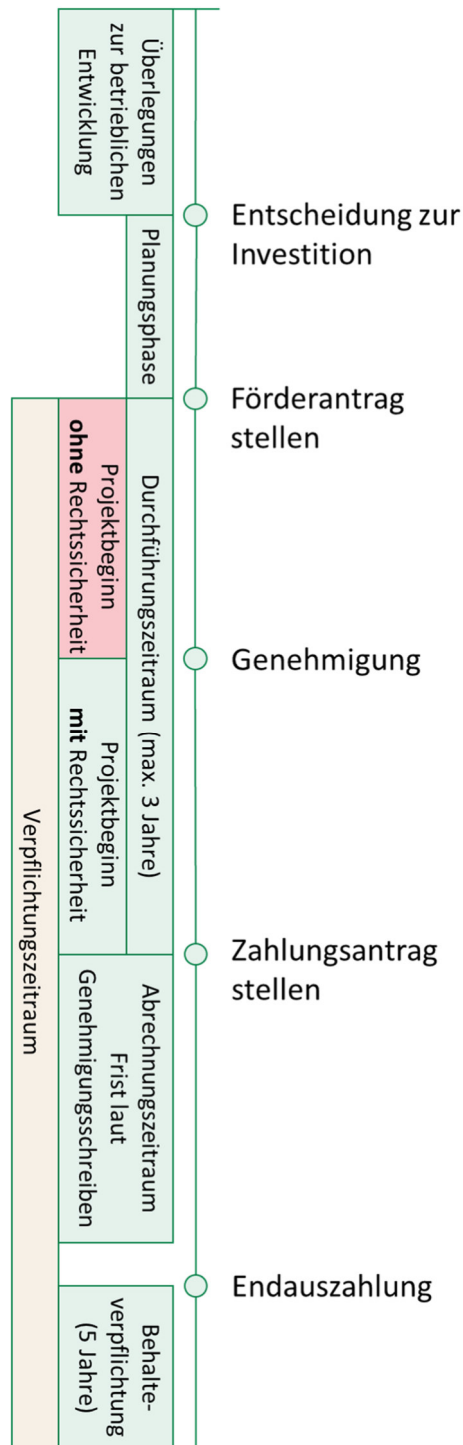 Überlegungen
zur betrieblichen
Entwicklung
Entscheidung zur
Investition
Planungsphase
Förderantrag
stellen
Durchführungszeitraum (max. 3 Jahre)
Projektbeginn
ohne Rechtssicherheit
Genehmigung
Projektbeginn
mit Rechtssicherheit
Verpflichtungszeitraum
Zahlungsantrag
stellen
Abrechnungszeitraum
Frist laut
Genehmigungsschreiben
Endauszahlung
Behalte-
verpflichtung
(5 Jahre)